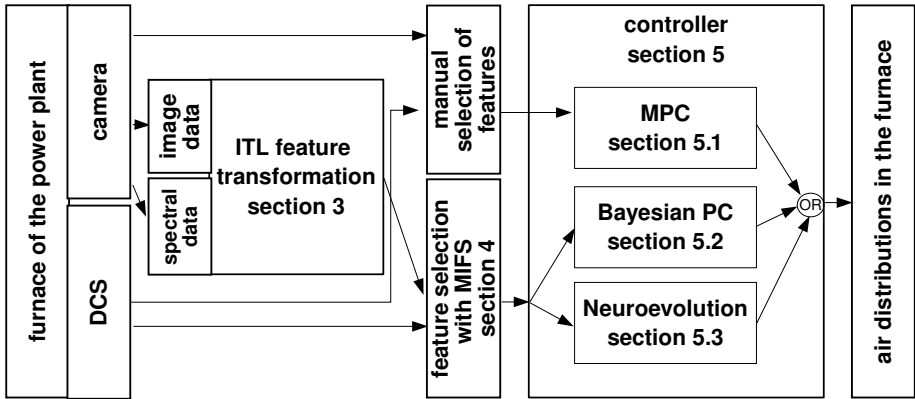 furnace of the power plant
camera
DCS
image
data
spectral
data
ITL feature
transformation
section 3
manual
selection of
features
feature selection
with MIFS
section 4
controller
section 5
MPC
section 5.1
Bayesian PC
section 5.2
Neuroevolution
section 5.3
OR
air distributions in the furnace